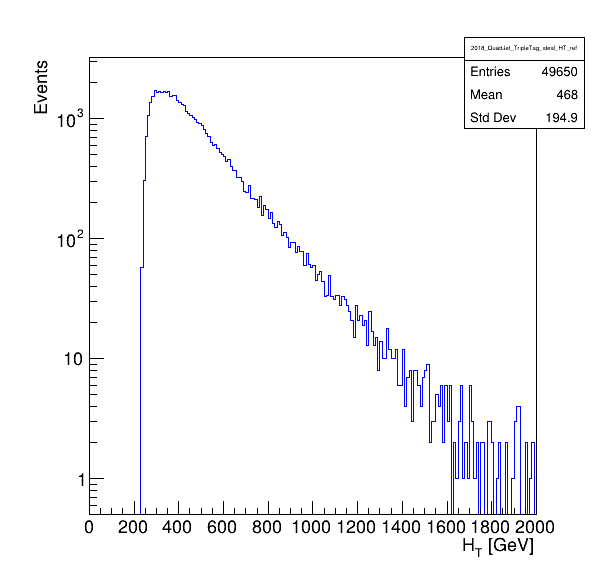 2018_QuadJet_TripleTag_ideal_HT_ref
Entries 49650
Mean 468
Std Dev 194.9
Events
10³
10²
10
1
0 200 400 600 800 1000 1200 1400 1600 1800 2000
H_T [GeV]